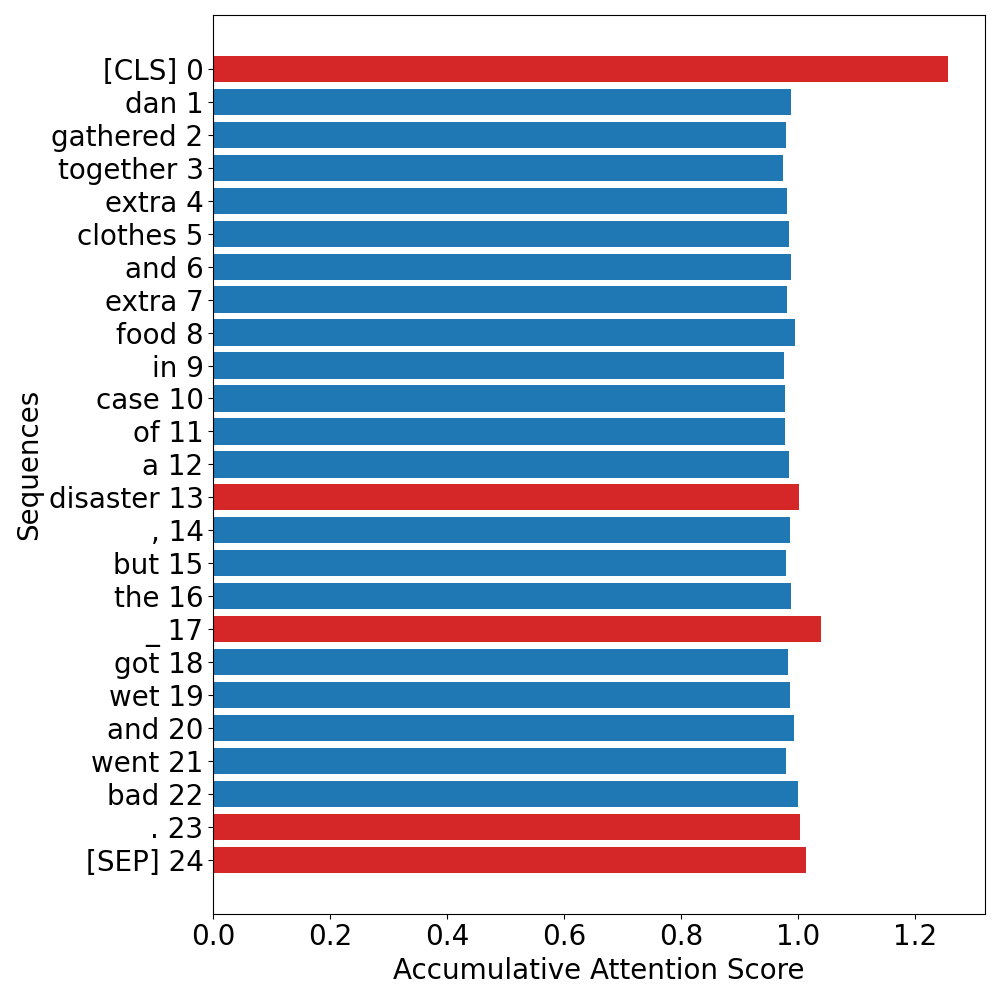 [CLS] 0
dan 1
gathered 2
together 3
extra 4
clothes 5
and 6
extra 7
food 8
in 9
case 10
of 11
a 12
disaster 13
, 14
but 15
the 16
_ 17
got 18
wet 19
and 20
went 21
bad 22
. 23
[SEP] 24
Sequences
0.0 0.2 0.4 0.6 0.8 1.0 1.2
Accumulative Attention Score